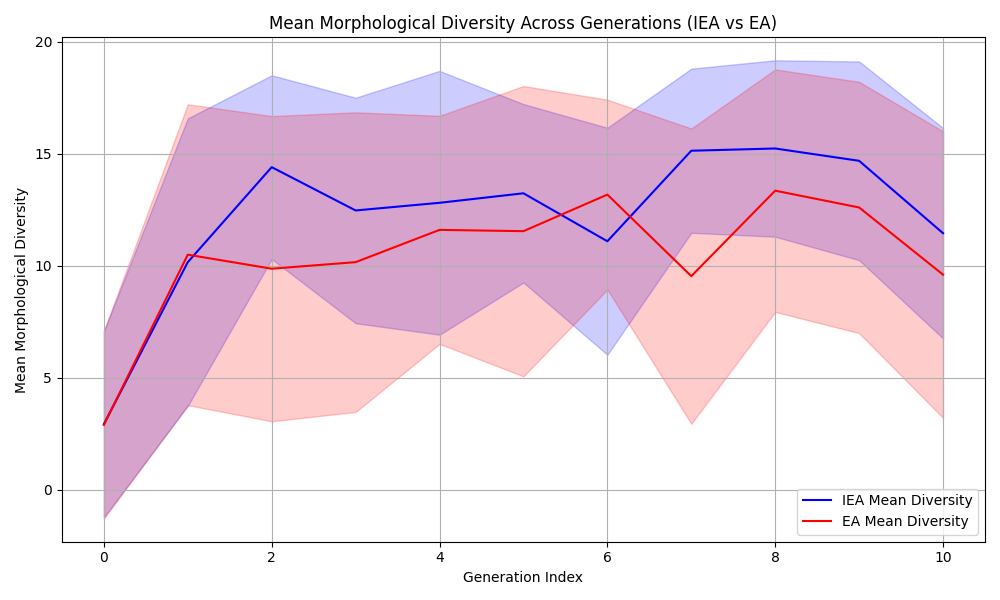 Mean Morphological Diversity Across Generations (IEA vs EA)
20
15
10
5
0
Mean Morphological Diversity
0 2 4 6 8 10
Generation Index
IEA Mean Diversity
EA Mean Diversity